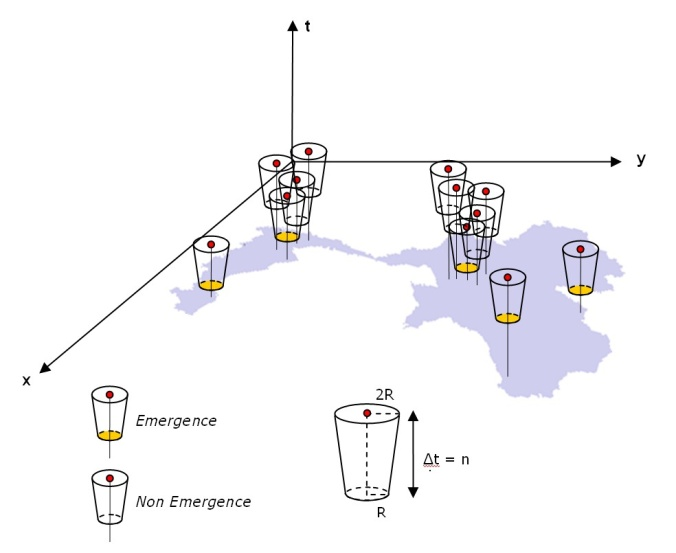 t
y
x
Emergence
Non Emergence
2R
Δt = n
R